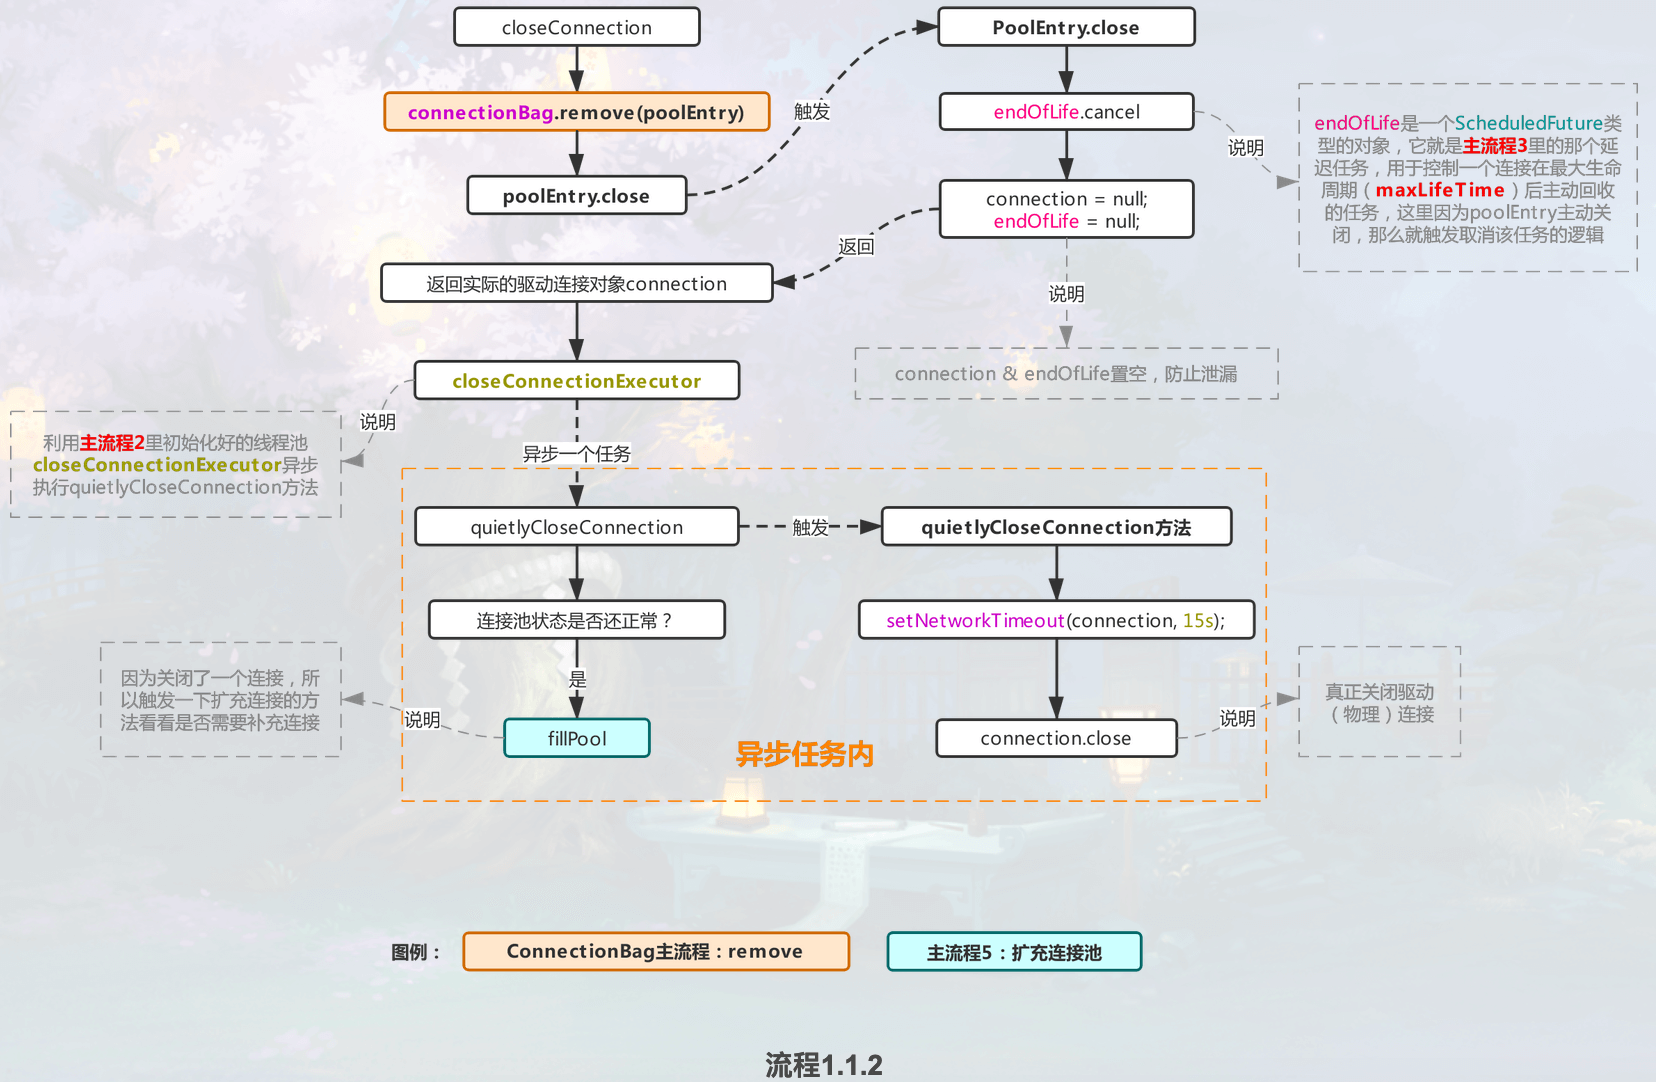 closeConnection
connectionBag.remove(poolEntry)
poolEntry.close
触发
PoolEntry.close
endOfLife.cancel
说明
endOfLife是一个ScheduledFuture类
型的对象，它就是主流程3里的那个延
迟任务，用于控制一个连接在最大生命
周期（maxLifeTime）后主动回收
的任务，这里因为poolEntry主动关
闭，那么就触发取消该任务的逻辑
connection = null;
endOfLife = null;
返回
说明
connection & endOfLife置空，防止泄漏
返回实际的驱动连接对象connection
closeConnectionExecutor
说明
利用主流程2里初始化好的线程池
closeConnectionExecutor异步
执行quietlyCloseConnection方法
异步一个任务
quietlyCloseConnection
触发
quietlyCloseConnection方法
连接池状态是否还正常？
setNetworkTimeout(connection, 15s);
是
说明
因为关闭了一个连接，所
以触发一下扩充连接的方
法看看是否需要补充连接
fillPool
connection.close
说明
真正关闭驱动
（物理）连接
异步任务内
图例：
ConnectionBag主流程：remove
主流程5：扩充连接池
流程1.1.2